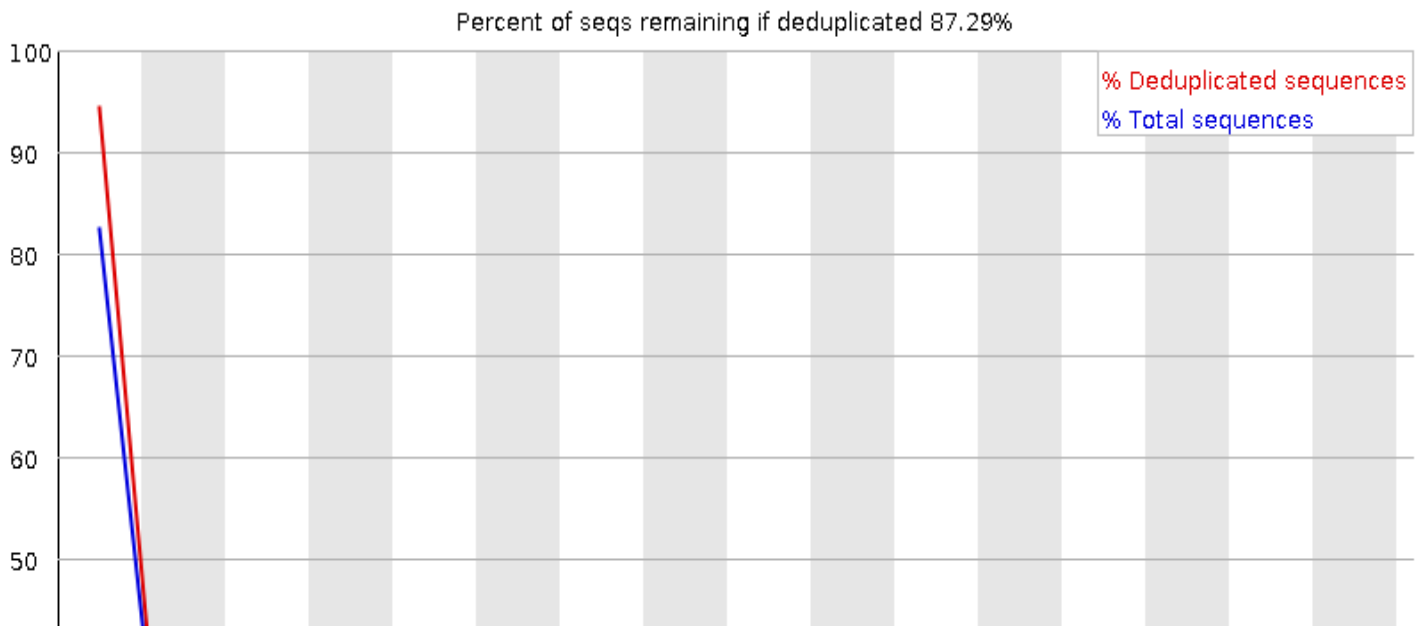 Percent of seqs remaining if deduplicated 87.29%
100
% Deduplicated sequences
% Total sequences
90
80
70
60
50